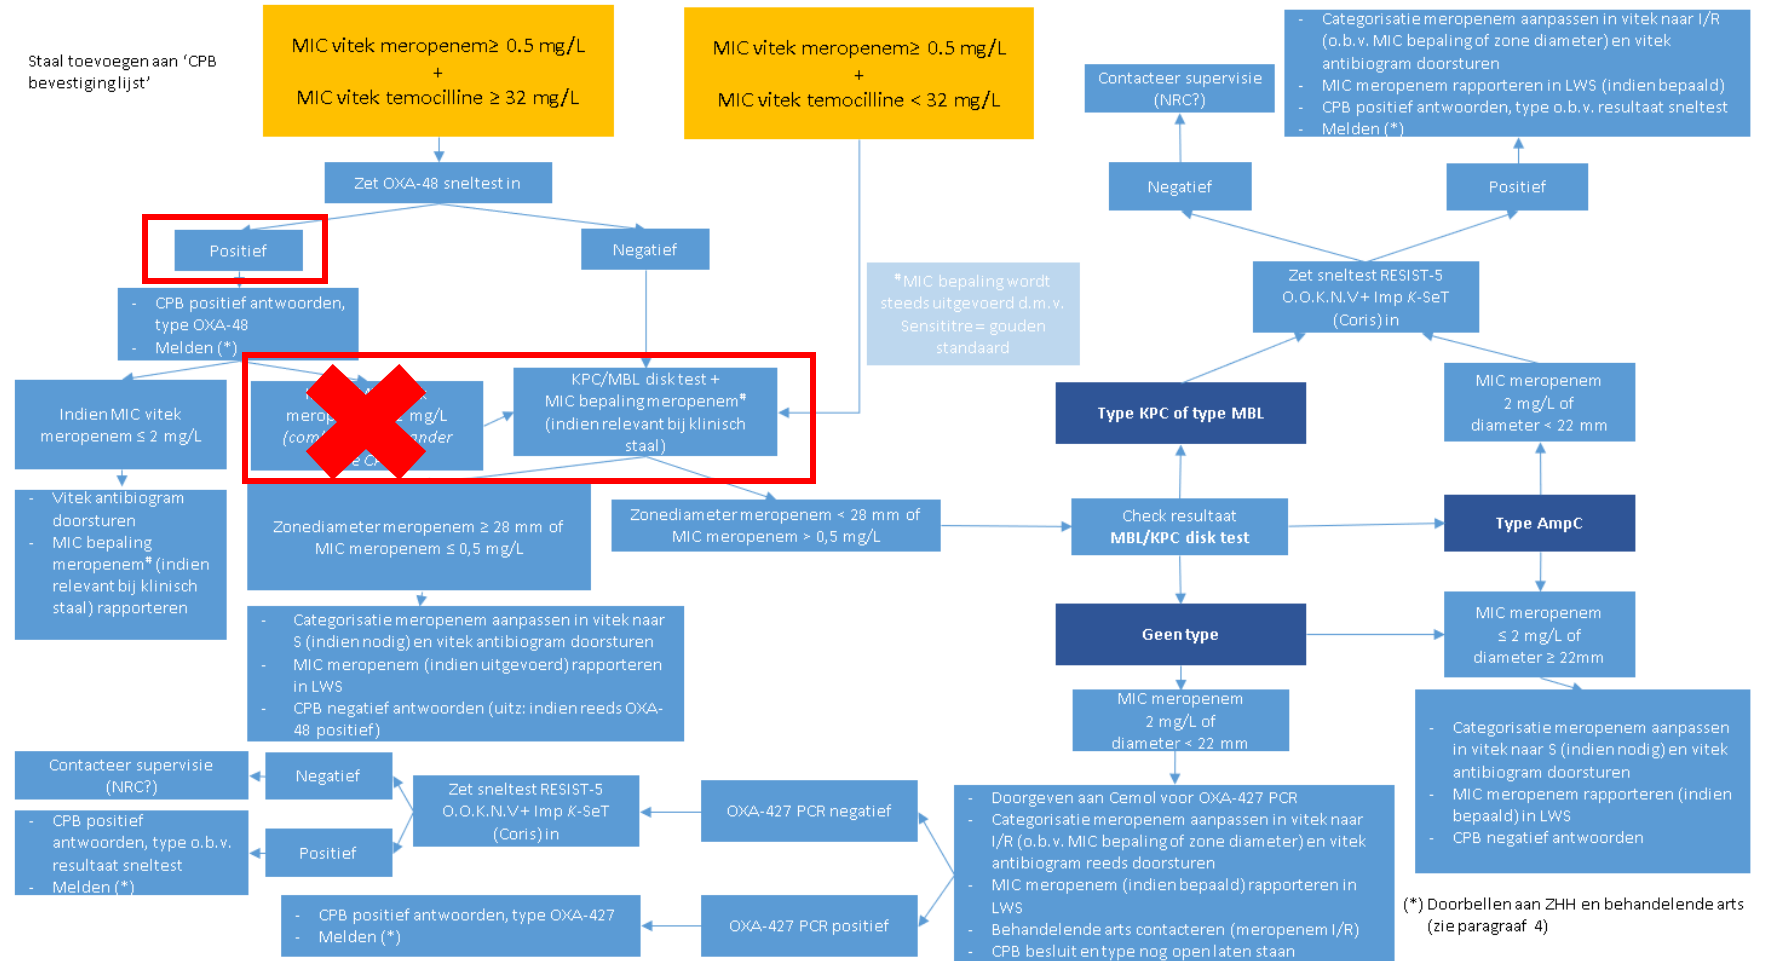 Staal toevoegen aan ‘CPB
bevestiging lijst’
MIC vitek meropenem≥ 0.5 mg/L
+
MIC vitek temocilline ≥ 32 mg/L
MIC vitek meropenem≥ 0.5 mg/L
+
MIC vitek temocilline < 32 mg/L
Contacteer supervisie
(NRC?)
- Categorisatie meropenem aanpassen in vitek naar I/R
(o.b.v. MIC bepaling of zone diameter) en vitek
antibiogram doorsturen
- MIC meropenem rapporteren in LWS (indien bepaald)
- CPB positief antwoorden, type o.b.v. resultaat sneltest
- Melden (*)
Zet OXA-48 sneltest in
Negatief
Positief
Positief
Negatief
#MIC bepaling wordt
steeds uitgevoerd d.m.v.
Sensititre = gouden
standaard
Zet sneltest RESIST-5
O.O.K.N.V + Imp K-SeT
(Coris) in
- CPB positief antwoorden,
type OXA-48
- Melden (*)
Indien MIC vitek
meropenem ≤ 2 mg/L
mg/L
KPC/MBL disk test +
MIC bepaling meropenem#
(indien relevant bij klinisch
staal)
Type KPC of type MBL
MIC meropenem
2 mg/L of
diameter < 22 mm
- Vitek antibiogram
doorsturen
- MIC bepaling
meropenem# (indien
relevant bij klinisch
staal) rapporteren
Zonediameter meropenem ≥ 28 mm of
MIC meropenem ≤ 0,5 mg/L
Zonediameter meropenem < 28 mm of
MIC meropenem > 0,5 mg/L
Check resultaat
MBL/KPC disk test
Type AmpC
- Categorisatie meropenem aanpassen in vitek naar
S (indien nodig) en vitek antibiogram doorsturen
- MIC meropenem (indien uitgevoerd) rapporteren
in LWS
- CPB negatief antwoorden (uitz: indien reeds OXA-
48 positief)
Geen type
MIC meropenem
≤ 2 mg/L of
diameter ≥ 22mm
MIC meropenem
2 mg/L of
diameter < 22 mm
- Categorisatie meropenem aanpassen
in vitek naar S (indien nodig) en vitek
antibiogram doorsturen
- MIC meropenem rapporteren (indien
bepaald) in LWS
- CPB negatief antwoorden
Contacteer supervisie
(NRC?)
Negatief
Zet sneltest RESIST-5
O.O.K.N.V + Imp K-SeT
(Coris) in
OXA-427 PCR negatief
- Doorgeven aan Cemol voor OXA-427 PCR
- Categorisatie meropenem aanpassen in vitek naar
I/R (o.b.v. MIC bepaling of zone diameter) en vitek
antibiogram reeds doorsturen
- MIC meropenem (indien bepaald) rapporteren in
LWS
- Behandelende arts contacteren (meropenem I/R)
- CPB besluit en type nog open laten staan
- CPB positief
antwoorden, type o.b.v.
resultaat sneltest
- Melden (*)
Positief
- CPB positief antwoorden, type OXA-427
- Melden (*)
OXA-427 PCR positief
(*) Doorbellen aan ZHH en behandelende arts
(zie paragraaf 4)